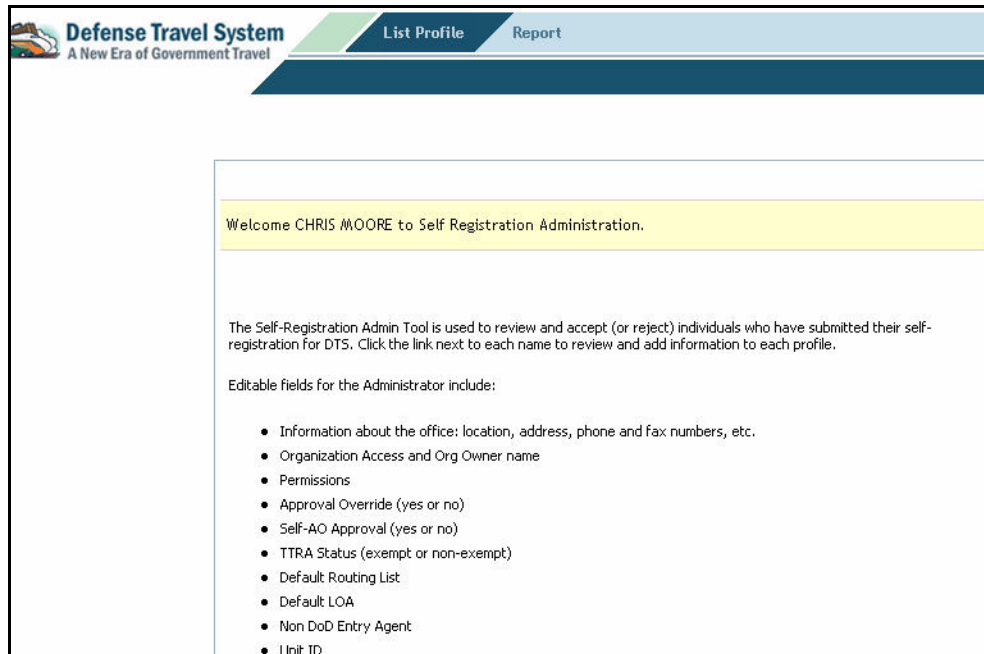 Defense Travel System
A New Era of Government Travel
List Profile
Report
Welcome CHRIS MOORE to Self Registration Administration.
The Self-Registration Admin Tool is used to review and accept (or reject) individuals who have submitted their self-
registration for DTS. Click the link next to each name to review and add information to each profile.
Editable fields for the Administrator include:
● Information about the office: location, address, phone and fax numbers, etc.
● Organization Access and Org Owner name
● Permissions
● Approval Override (yes or no)
● Self-AO Approval (yes or no)
● TTRA Status (exempt or non-exempt)
● Default Routing List
● Default LOA
● Non DoD Entry Agent
● Unit ID